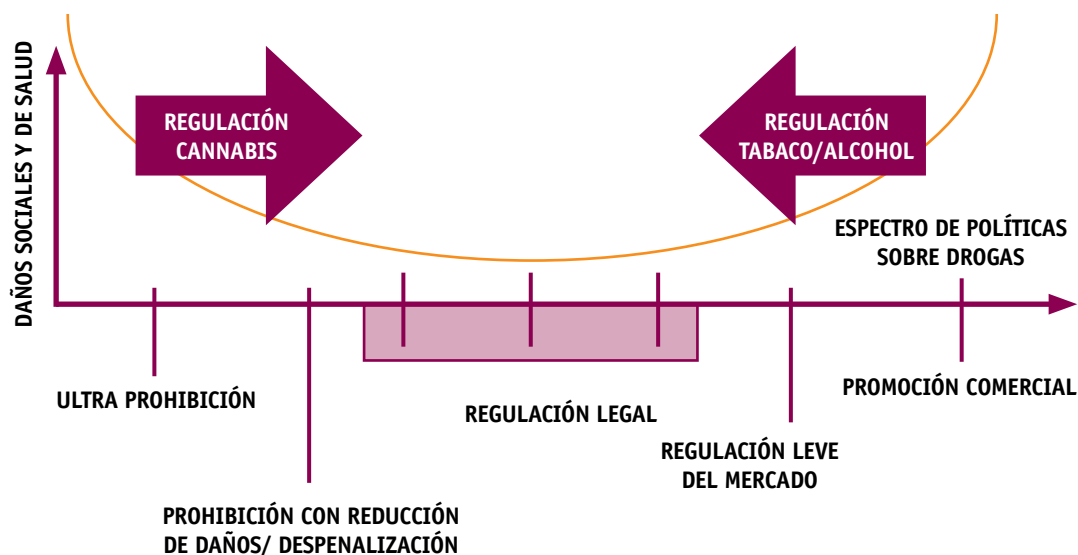 DAÑOS SOCIALES Y DE SALUD
REGULACIÓN
CANNABIS
REGULACIÓN
TABACO/ALCOHOL
ESPECTRO DE POLÍTICAS
SOBRE DROGAS
ULTRA PROHIBICIÓN
PROHIBICIÓN CON REDUCCIÓN
DE DAÑOS/ DESPENALIZACIÓN
REGULACIÓN LEGAL
REGULACIÓN LEVE
DEL MERCADO
PROMOCIÓN COMERCIAL